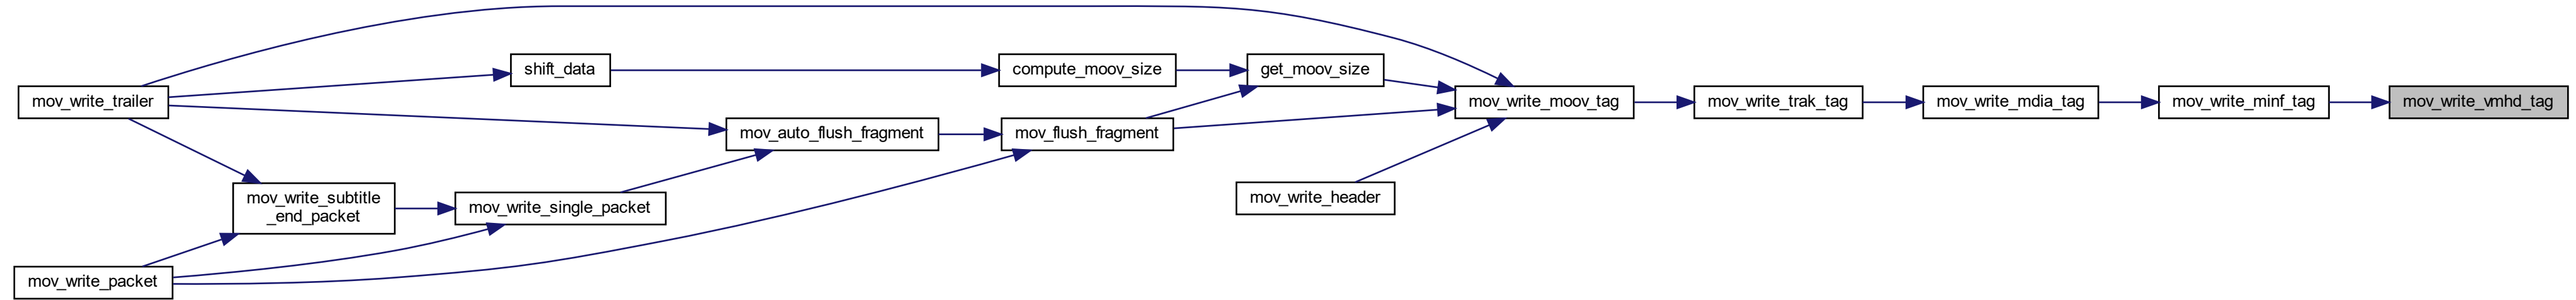 mov_write_trailer
shift_data
compute_moov_size
get_moov_size
mov_write_moov_tag
mov_write_trak_tag
mov_write_mdia_tag
mov_write_minf_tag
mov_write_vmhd_tag
mov_auto_flush_fragment
mov_flush_fragment
mov_write_subtitle
_end_packet
mov_write_single_packet
mov_write_header
mov_write_packet